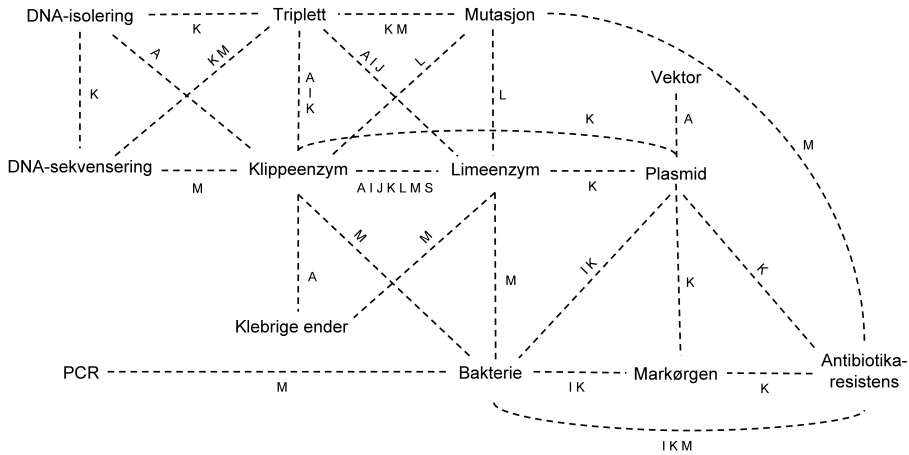 DNA-isolering
Triplett
Mutasjon
K
K M
A
K M
A I J
L
K
A
I
K
L
Vektor
A
K
M
DNA-sekvensering
Klippeenzym
Limeenzym
Plasmid
M
A I J K L M S
K
M
M
I K
K
K
A
M
Klebrige ender
PCR
Bakterie
Markørgen
Antibiotika-
resistens
M
I K
K
I K M